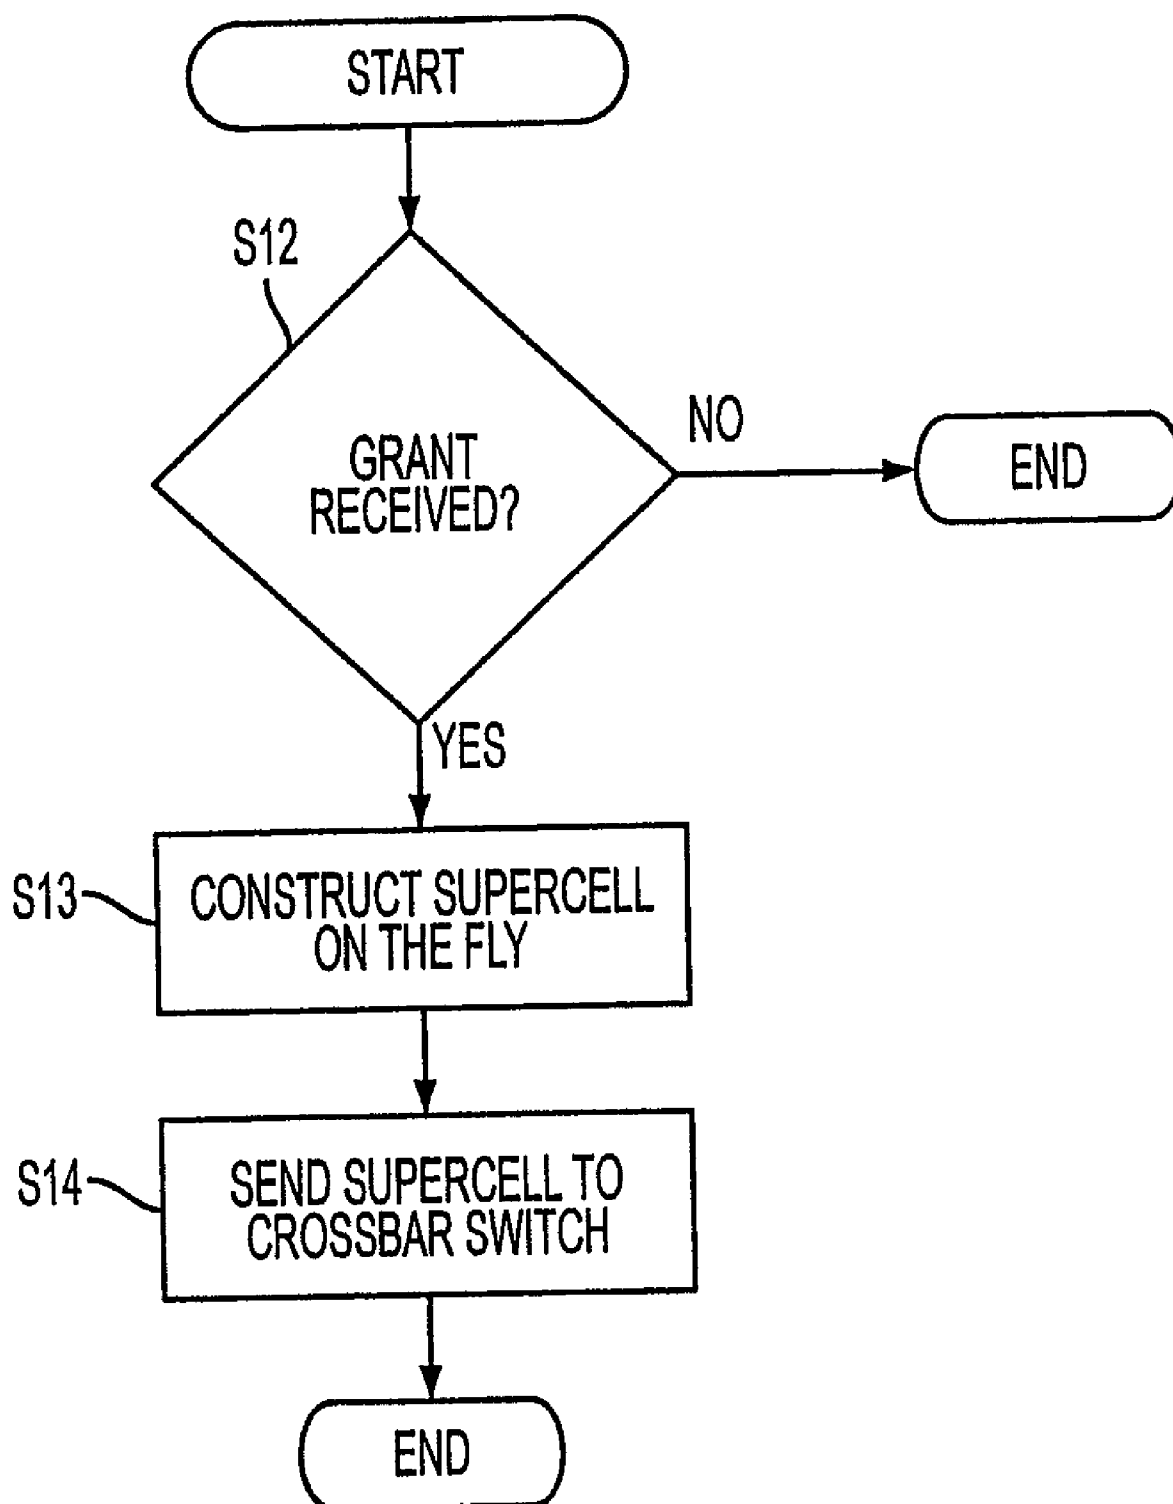 START
S12
GRANT
RECEIVED?
NO
END
YES
S13
CONSTRUCT SUPERCELL
ON THE FLY
S14
SEND SUPERCELL TO
CROSSBAR SWITCH
END